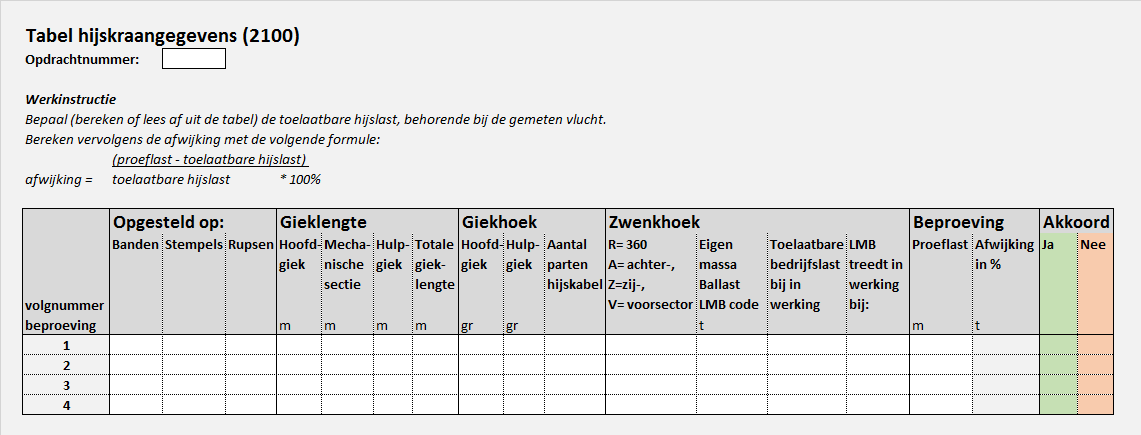 Tabel hijskraangegevens (2100)
Opdrachtnummer:
Werkinstructie
Bepaal (bereken of lees af uit de tabel) de toelaatbare hijslast, behorende bij de gemeten vlucht.
Bereken vervolgens de afwijking met de volgende formule:
(proeflast - toelaatbare hijslast)
afwijking = toelaatbare hijslast * 100%
Opgesteld op: Gieklengte Giekhoek Zwenkhoek Beproeving Akkoord
Banden Stempels Rupsen Hoofd- Mecha- Hulp- Totale Hoofd- Hulp- Aantal R= 360 Eigen Toelaatbare LMB Proeflast Afwijking Ja Nee
giek nische giek giek- giek giek parten A= achter-, massa bedrijfslast treedt in in %
sectie lengte hijskabel Z=zij-, Ballast bij in werking
volgnummer V= voorsector LMB code werking bij:
beproeving m m m m gr gr t m t
1
2
3
4